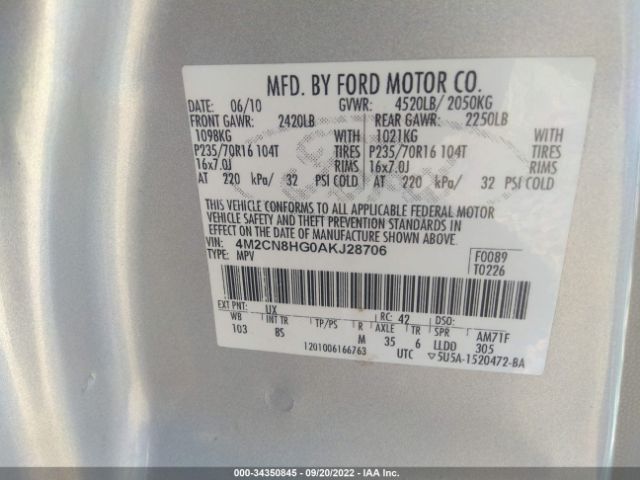 MFD. BY FORD MOTOR CO.
DATE: 06/10 GVWR: 4520LB/ 2050KG
FRONT GAWR: 2420LB REAR GAWR: 2250LB
1098KG WITH 1021KG WITH
P235/70R16 104T TIRES P235/70R16 104T TIRES
16x7.0J RIMS 16x7.0J RIMS
AT 220 kPa/ 32 PSI COLD AT 220 kPa/ 32 PSI COLD
THIS VEHICLE CONFORMS TO ALL APPLICABLE FEDERAL MOTOR
VEHICLE SAFETY AND THEFT PREVENTION STANDARDS IN EFFECT
ON THE DATE OF MANUFACTURE SHOWN ABOVE.
VIN: 4M2CN8HG0AKJ28706 F0089
TYPE: MPV T0226
EXT PNT: UX RC: 42 DSO:
WB INT TR TP/PS R AXLE TR SPR AM71F
103 BS M 35 6 LLDD 305
1201006166763 UTC ▽5U5A-1520472-BA
000-34350845 - 09/20/2022 - IAA Inc.